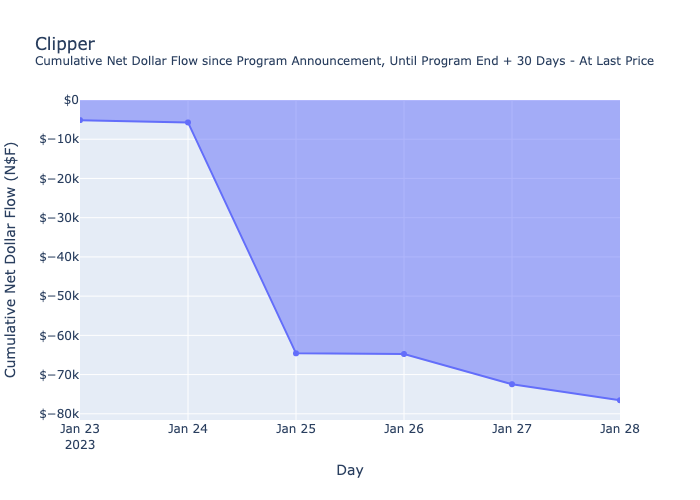 Clipper
Cumulative Net Dollar Flow since Program Announcement, Until Program End + 30 Days - At Last Price
Cumulative Net Dollar Flow (N$F)
$0
$−10k
$−20k
$−30k
$−40k
$−50k
$−60k
$−70k
$−80k
Jan 23
2023
Jan 24
Jan 25
Jan 26
Jan 27
Jan 28
Day